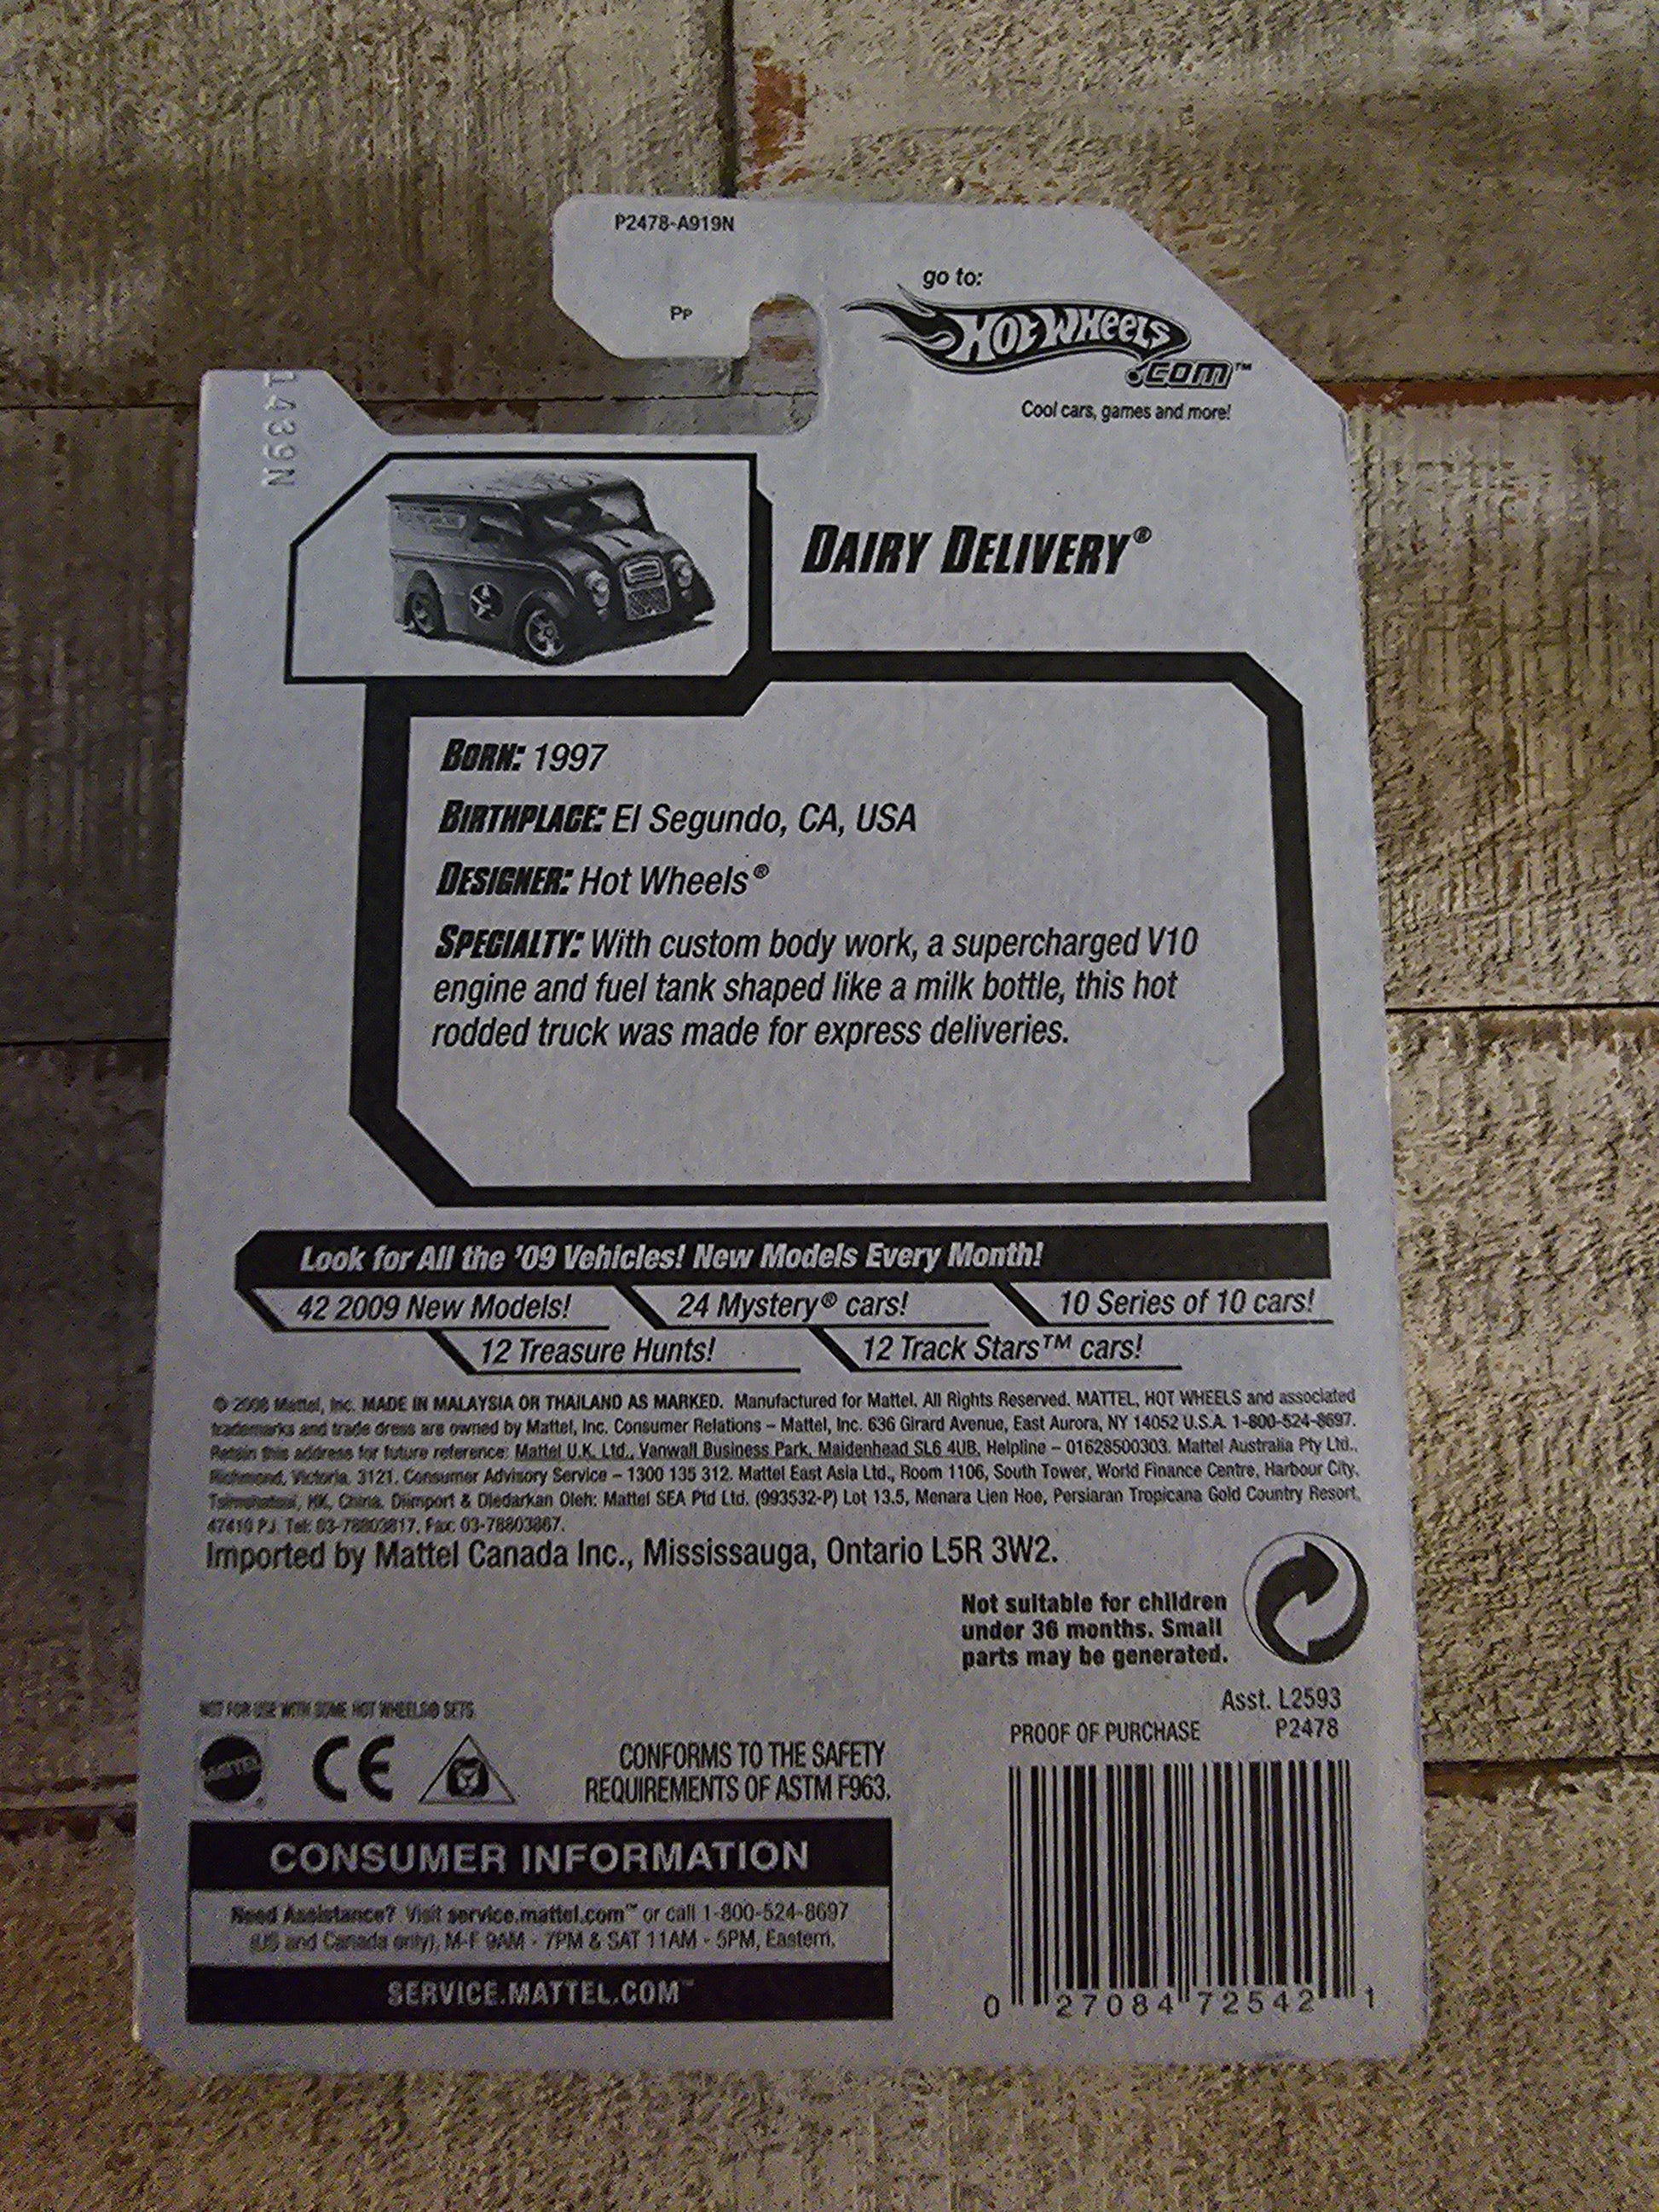 P2478-A919N
PP
go to:
HOT WHEELS
.COM™
Cool cars, games and more!
1439N
DAIRY DELIVERY®
BORN: 1997
BIRTHPLACE: El Segundo, CA, USA
DESIGNER: Hot Wheels®
SPECIALTY: With custom body work, a supercharged V10
engine and fuel tank shaped like a milk bottle, this hot
rodded truck was made for express deliveries.
Look for All the '09 Vehicles! New Models Every Month!
42 2009 New Models!
24 Mystery® cars!
10 Series of 10 cars!
12 Treasure Hunts!
12 Track Stars™ cars!
© 2008 Mattel, Inc. MADE IN MALAYSIA OR THAILAND AS MARKED. Manufactured for Mattel. All Rights Reserved. MATTEL, HOT WHEELS and associated
trademarks and trade dress are owned by Mattel, Inc. Consumer Relations – Mattel, Inc. 636 Girard Avenue, East Aurora, NY 14052 U.S.A. 1-800-524-8697.
Retain this address for future reference: Mattel U.K. Ltd., Vanwall Business Park, Maidenhead SL6 4UB. Helpline – 01628500303. Mattel Australia Pty Ltd.,
Richmond, Victoria. 3121. Consumer Advisory Service – 1300 135 312. Mattel East Asia Ltd., Room 1106, South Tower, World Finance Centre, Harbour City,
HK, China. Diimport & Diedarkan Oleh: Mattel SEA Ptd Ltd. (993532-P) Lot 13.5, Menara Lien Hoe, Persiaran Tropicana Gold Country Resort,
47410 PJ. Tel: 03-78803817, Fax: 03-78803867.
Imported by Mattel Canada Inc., Mississauga, Ontario L5R 3W2.
Not suitable for children
under 36 months. Small
parts may be generated.
NOT FOR USE WITH SOME HOT WHEELS® SETS.
Asst. L2593
PROOF OF PURCHASE P2478
MATTEL
CE
CONFORMS TO THE SAFETY
REQUIREMENTS OF ASTM F963.
CONSUMER INFORMATION
Need Assistance? Visit service.mattel.com™ or call 1-800-524-8697
(US and Canada only), M-F 9AM - 7PM & SAT 11AM - 5PM, Eastern.
SERVICE.MATTEL.COM™
0 27084 72542 1